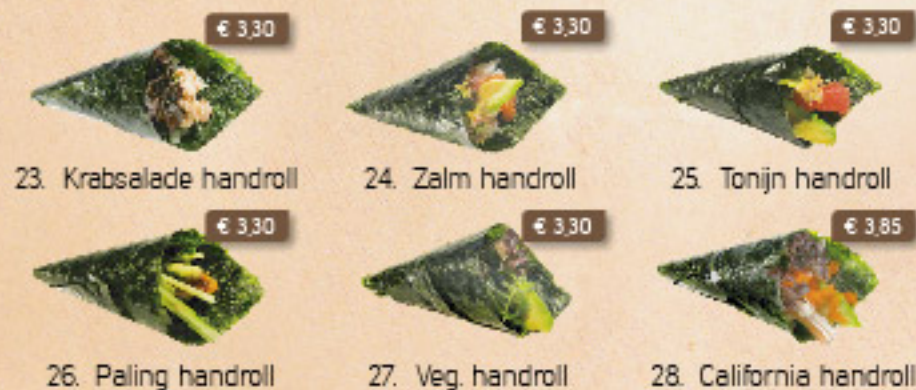 € 3,30
€ 3,30
€ 3,30
23. Krabsalade handroll
24. Zalm handroll
25. Tonijn handroll
€ 3,30
€ 3,30
€ 3,85
26. Paling handroll
27. Veg. handroll
28. California handroll